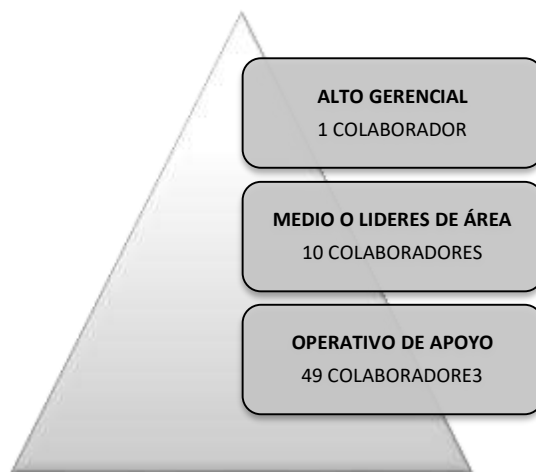 ALTO GERENCIAL
1 COLABORADOR
MEDIO O LIDERES DE ÁREA
10 COLABORADORES
OPERATIVO DE APOYO
49 COLABORADORE3